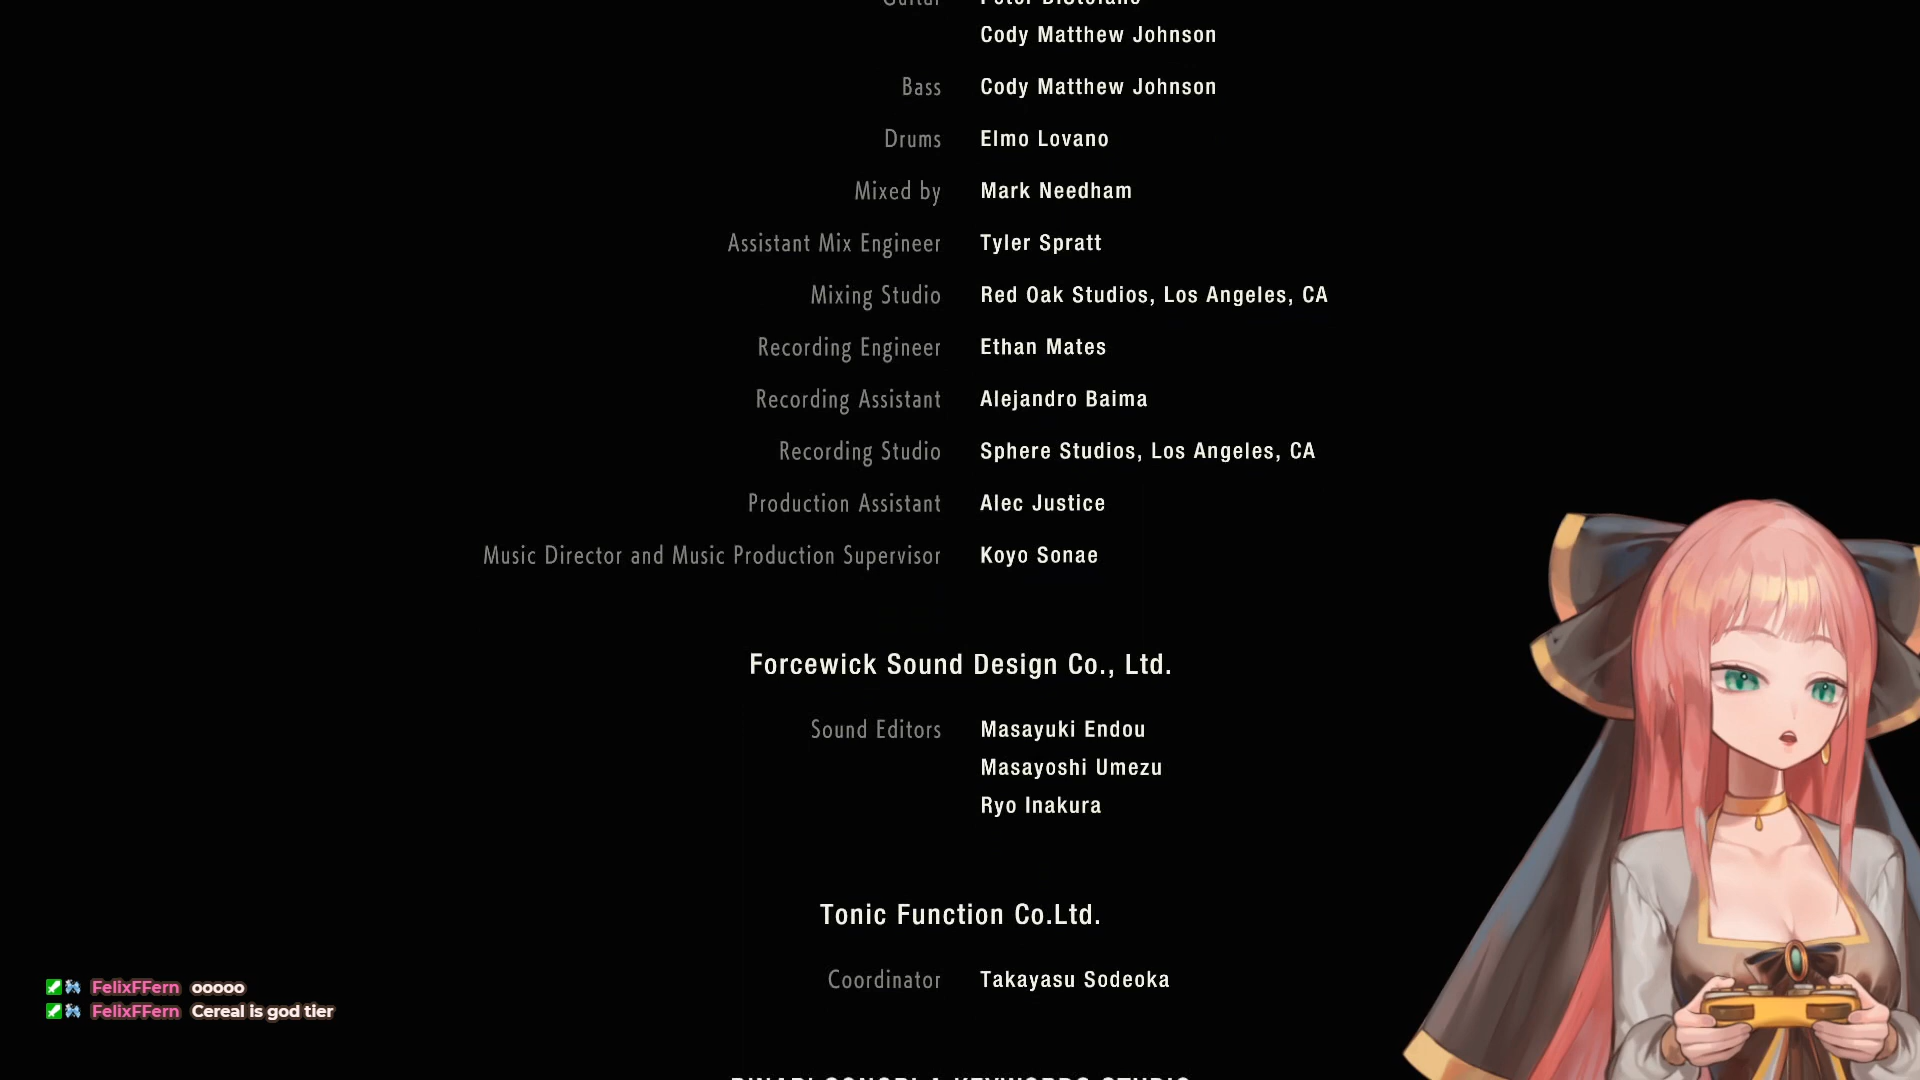 Cody Matthew Johnson
Bass Cody Matthew Johnson
Drums Elmo Lovano
Mixed by Mark Needham
Assistant Mix Engineer Tyler Spratt
Mixing Studio Red Oak Studios, Los Angeles, CA
Recording Engineer Ethan Mates
Recording Assistant Alejandro Baima
Recording Studio Sphere Studios, Los Angeles, CA
Production Assistant Alec Justice
Music Director and Music Production Supervisor Koyo Sonae
Forcewick Sound Design Co., Ltd.
Sound Editors Masayuki Endou
Masayoshi Umezu
Ryo Inakura
Tonic Function Co.Ltd.
Coordinator Takayasu Sodeoka
FelixFFern ooooo
FelixFFern Cereal is god tier